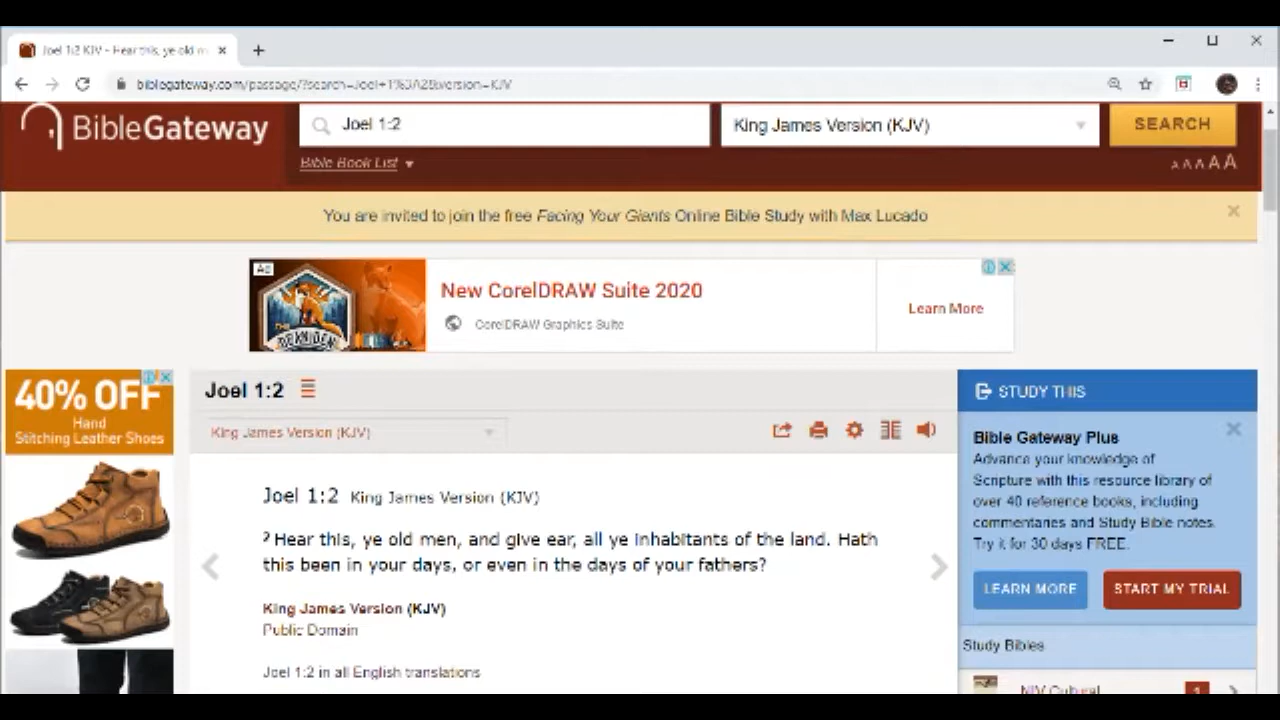 Joel 1:2 KJV - Hear this, ye old m
biblegateway.com/passage/?search=Joel+1%3A2&version=KJV
BibleGateway
Joel 1:2
King James Version (KJV)
SEARCH
Bible Book List
A A A A A
You are invited to join the free Facing Your Giants Online Bible Study with Max Lucado
Ad
New CorelDRAW Suite 2020
CorelDRAW Graphics Suite
Learn More
40% OFF
Hand
Stitching Leather Shoes
Joel 1:2
King James Version (KJV)
Joel 1:2 King James Version (KJV)
2 Hear this, ye old men, and give ear, all ye inhabitants of the land. Hath
this been in your days, or even in the days of your fathers?
King James Version (KJV)
Public Domain
Joel 1:2 in all English translations
STUDY THIS
Bible Gateway Plus
Advance your knowledge of
Scripture with this resource library of
over 40 reference books, including
commentaries and Study Bible notes.
Try it for 30 days FREE.
LEARN MORE
START MY TRIAL
Study Bibles
NIV Cultural
1